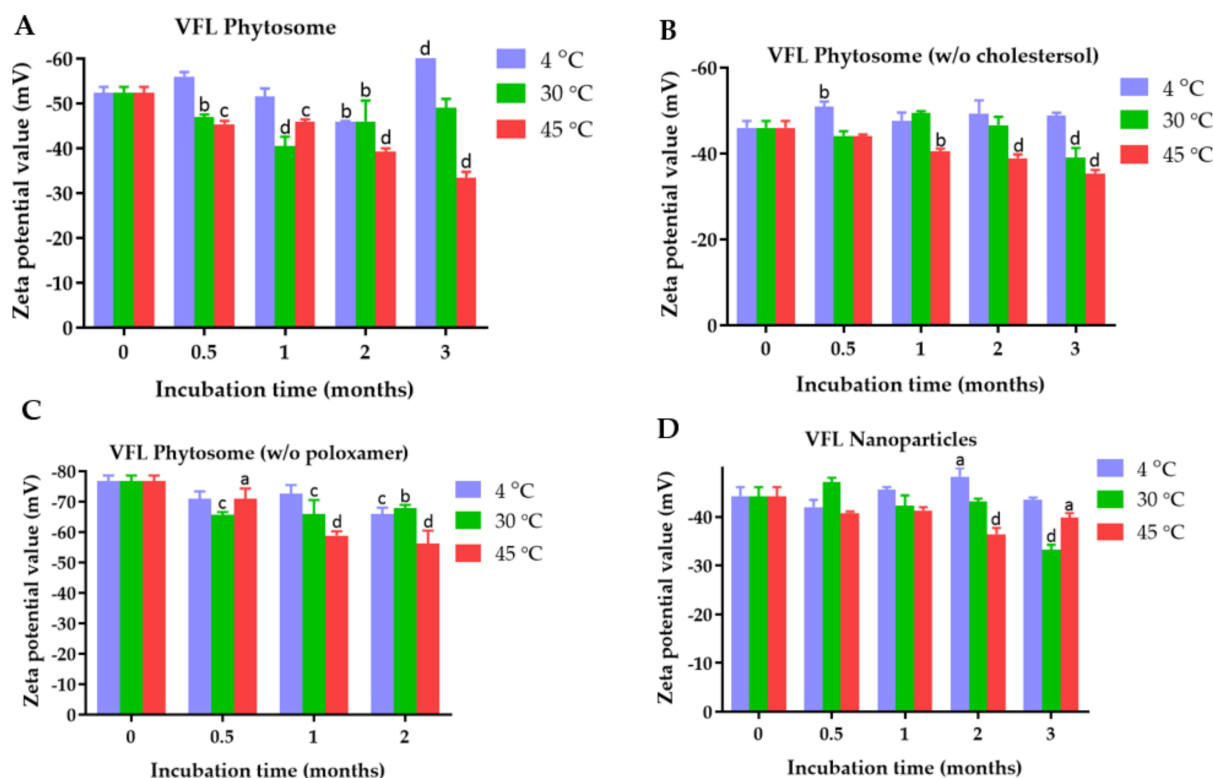 A
VFL Phytosome
Zeta potential value (mV)
-60
-50
-40
-30
-20
-10
0
b
c
d
c
b
b
d
d
d
0
0.5
1
2
3
Incubation time (months)
4 °C
30 °C
45 °C
B
VFL Phytosome (w/o cholestersol)
Zeta potential value (mV)
-60
-40
-20
0
b
b
d
d
d
0
0.5
1
2
3
Incubation time (months)
4 °C
30 °C
45 °C
C
VFL Phytosome (w/o poloxamer)
Zeta potential value (mV)
-80
-70
-60
-50
-40
-30
-20
-10
0
c
a
c
d
c
b
d
0
0.5
1
2
Incubation time (months)
4 °C
30 °C
45 °C
D
VFL Nanoparticles
Zeta potential value (mV)
-40
-30
-20
-10
0
a
d
d
a
0
0.5
1
2
3
Incubation time (months)
4 °C
30 °C
45 °C